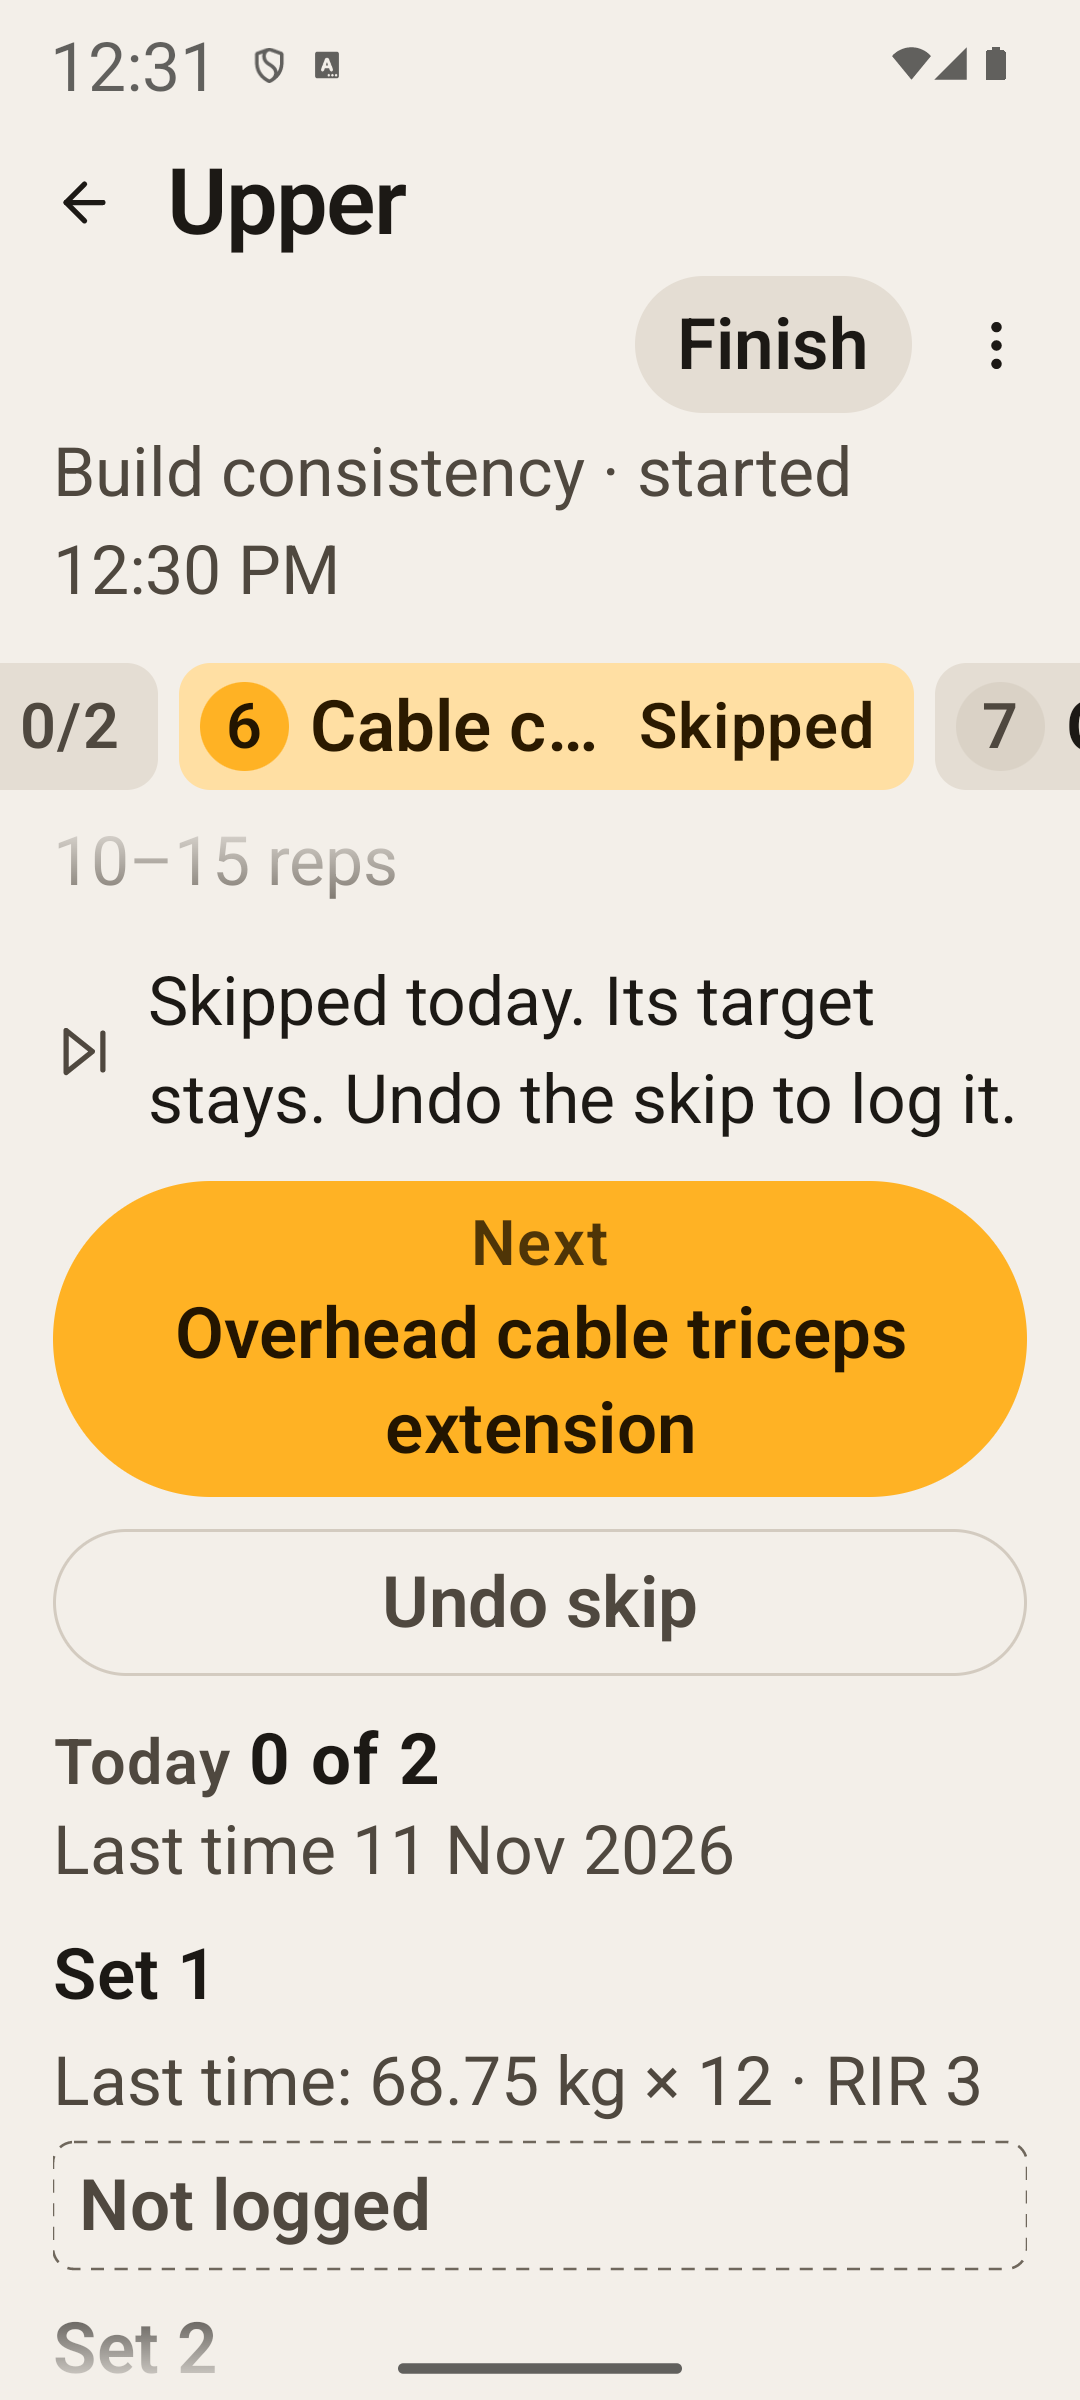 12:31
Upper
Finish
Build consistency · started
12:30 PM
0/2
6 Cable c... Skipped
7
10–15 reps
Skipped today. Its target
stays. Undo the skip to log it.
Next
Overhead cable triceps
extension
Undo skip
Today 0 of 2
Last time 11 Nov 2026
Set 1
Last time: 68.75 kg × 12 · RIR 3
Not logged
Set 2